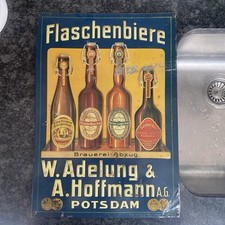 Flaschenbiere
Brauerei-Abzug
W. Adelung &
A. Hoffmann A.G.
POTSDAM